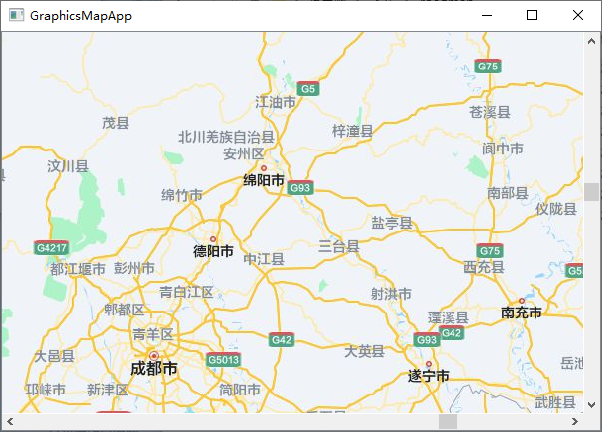 GraphicsMapApp
G75
G5
江油市
苍溪县
茂县
梓潼县
北川羌族自治县
阆中市
安州区
汶川县
绵阳市
G93
绵竹市
南部县
仪陇县
盐亭县
德阳市
三台县
G4217
G75
中江县
都江堰市
彭州市
西充县
G5
青白江区
射洪市
南充市
郫都区
蓬溪县
青羊区
G42
G42
G93
大英县
大邑县
G5013
成都市
岳池
遂宁市
邛崃市
新津区
简阳市
武胜县